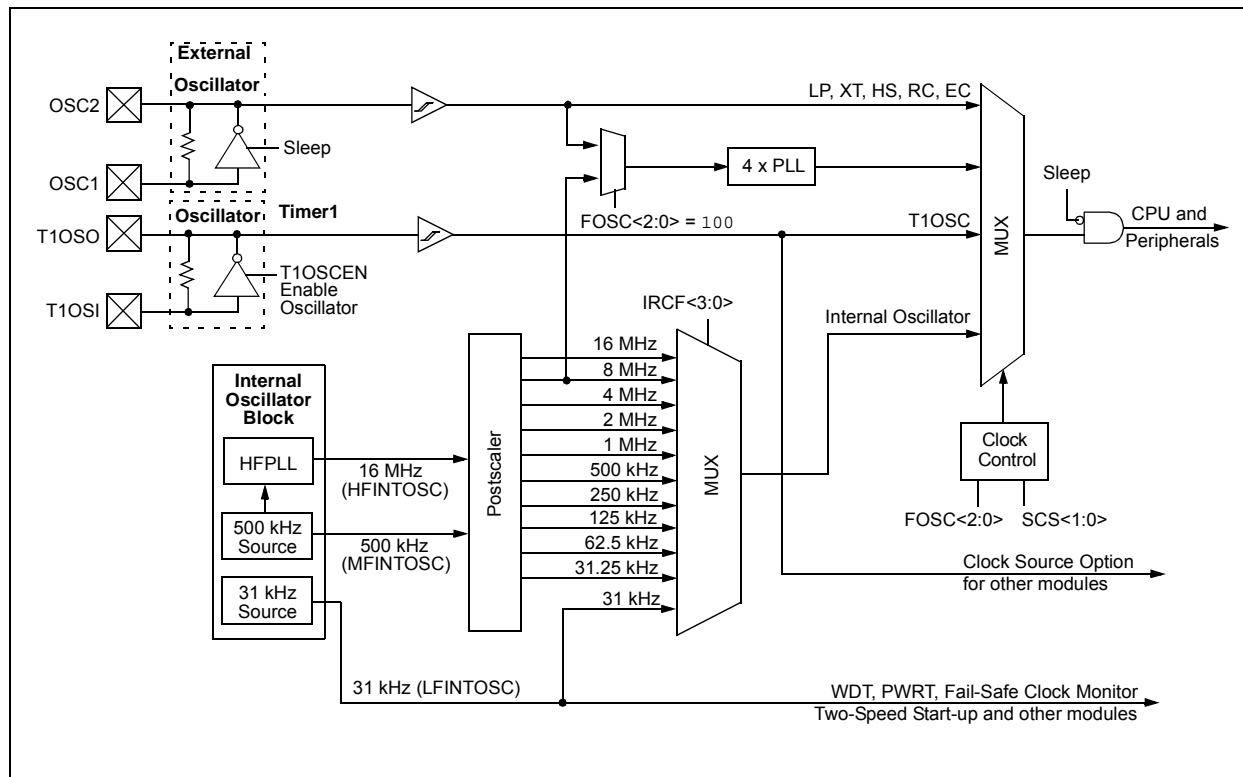 External
Oscillator
OSC2
Sleep
OSC1
LP, XT, HS, RC, EC
4 x PLL
FOSC<2:0> = 100
Oscillator
Timer1
T1OSO
T1OSCEN
Enable
Oscillator
T1OSI
T1OSC
MUX
Sleep
CPU and
Peripherals
Internal Oscillator
IRCF<3:0>
Internal
Oscillator
Block
HFPLL
500 kHz
Source
31 kHz
Source
16 MHz
(HFINTOSC)
500 kHz
(MFINTOSC)
Postscaler
16 MHz
8 MHz
4 MHz
2 MHz
1 MHz
500 kHz
250 kHz
125 kHz
62.5 kHz
31.25 kHz
31 kHz
MUX
Clock
Control
FOSC<2:0>
SCS<1:0>
Clock Source Option
for other modules
31 kHz (LFINTOSC)
WDT, PWRT, Fail-Safe Clock Monitor
Two-Speed Start-up and other modules